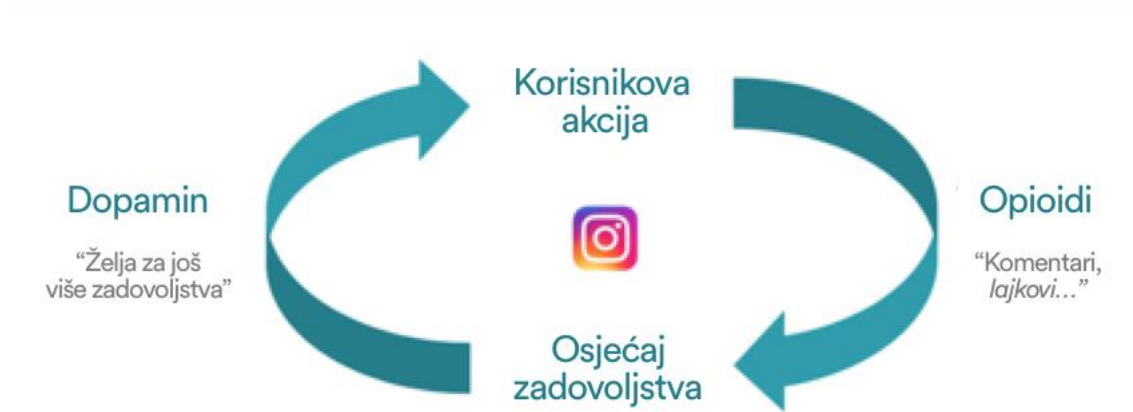 Korisnikova
akcija
Dopamin
“Želja za još
više zadovoljstva”
Opioidi
“Komentari,
lajkovi...”
Osjećaj
zadovoljstva